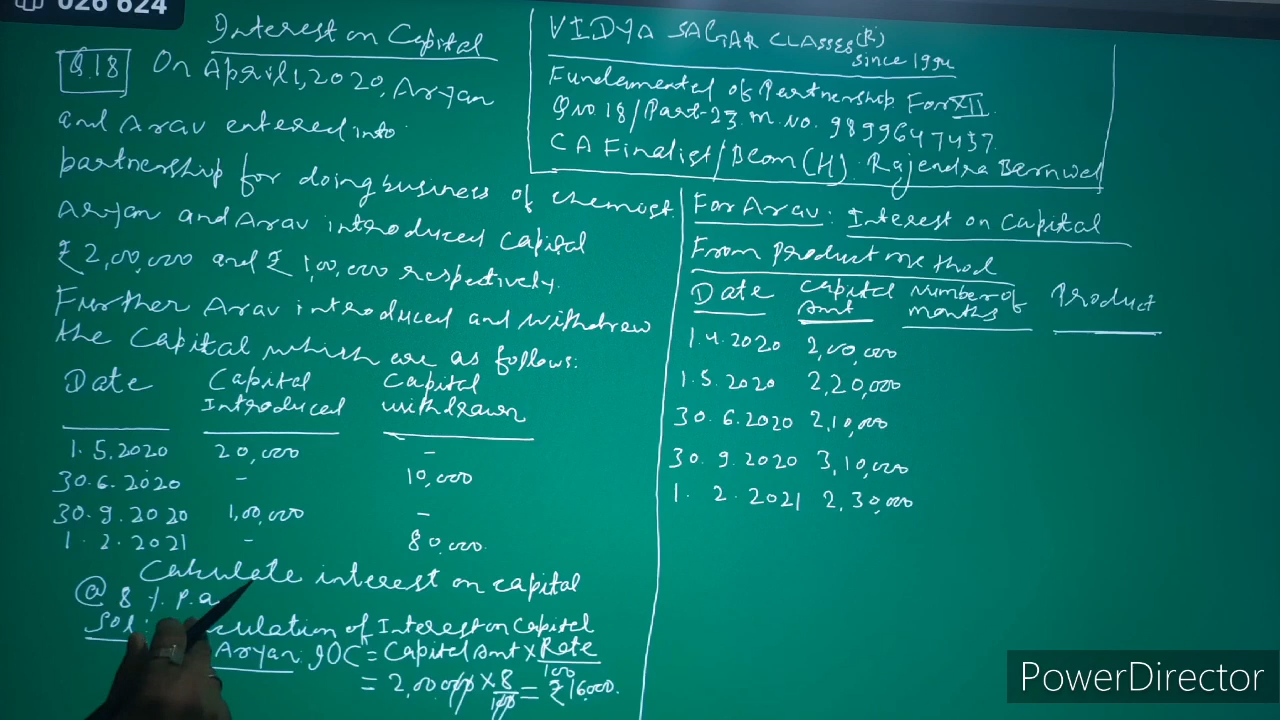 026 624
Interest on Capital
Q.18 On April 1, 2020, Aryan
and Arav entered into
partnership for doing business of chemist.
Aryan and Arav introduced capital
₹ 2,00,000 and ₹ 1,00,000 respectively.
Further Arav introduced and withdrew
the capital which are as follows:
Date Capital Introduced Capital withdrawn
1.5.2020 20,000 -
30.6.2020 - 10,000
30.9.2020 1,00,000 -
1.2.2021 - 80,000
Calculate interest on capital
@ 8 %. p.a
Sol: culation of Interest on Capital
Aryan: IOC = Capital Amt × Rate/100
= 2,00,000 × 8/100 = ₹ 16000.
VIDYA SAGAR CLASSES (R)
since 1994
Fundamental of Partnership For XII
Q no. 18/Part-23. m. no. 9899647437.
CA Finalist/Bcom (H). Rajendra Barnwal
For Arav: Interest on Capital
From Product method
Date Capital Amt Number of months Product
1.4.2020 2,00,000
1.5.2020 2,20,000
30.6.2020 2,10,000
30.9.2020 3,10,000
1.2.2021 2,30,000
PowerDirector